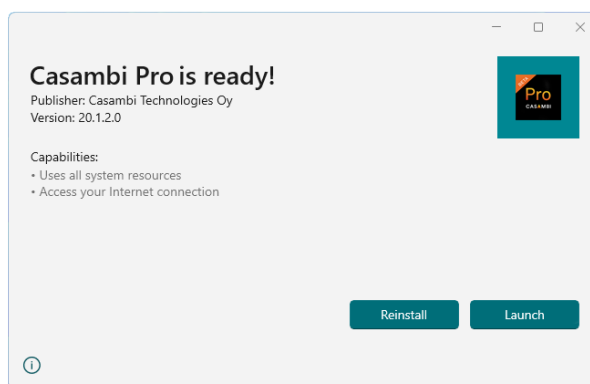 Casambi Pro is ready!
Publisher: Casambi Technologies Oy
Version: 20.1.2.0
BETA
Pro
CASAMBI
Capabilities:
• Uses all system resources
• Access your Internet connection
Reinstall
Launch